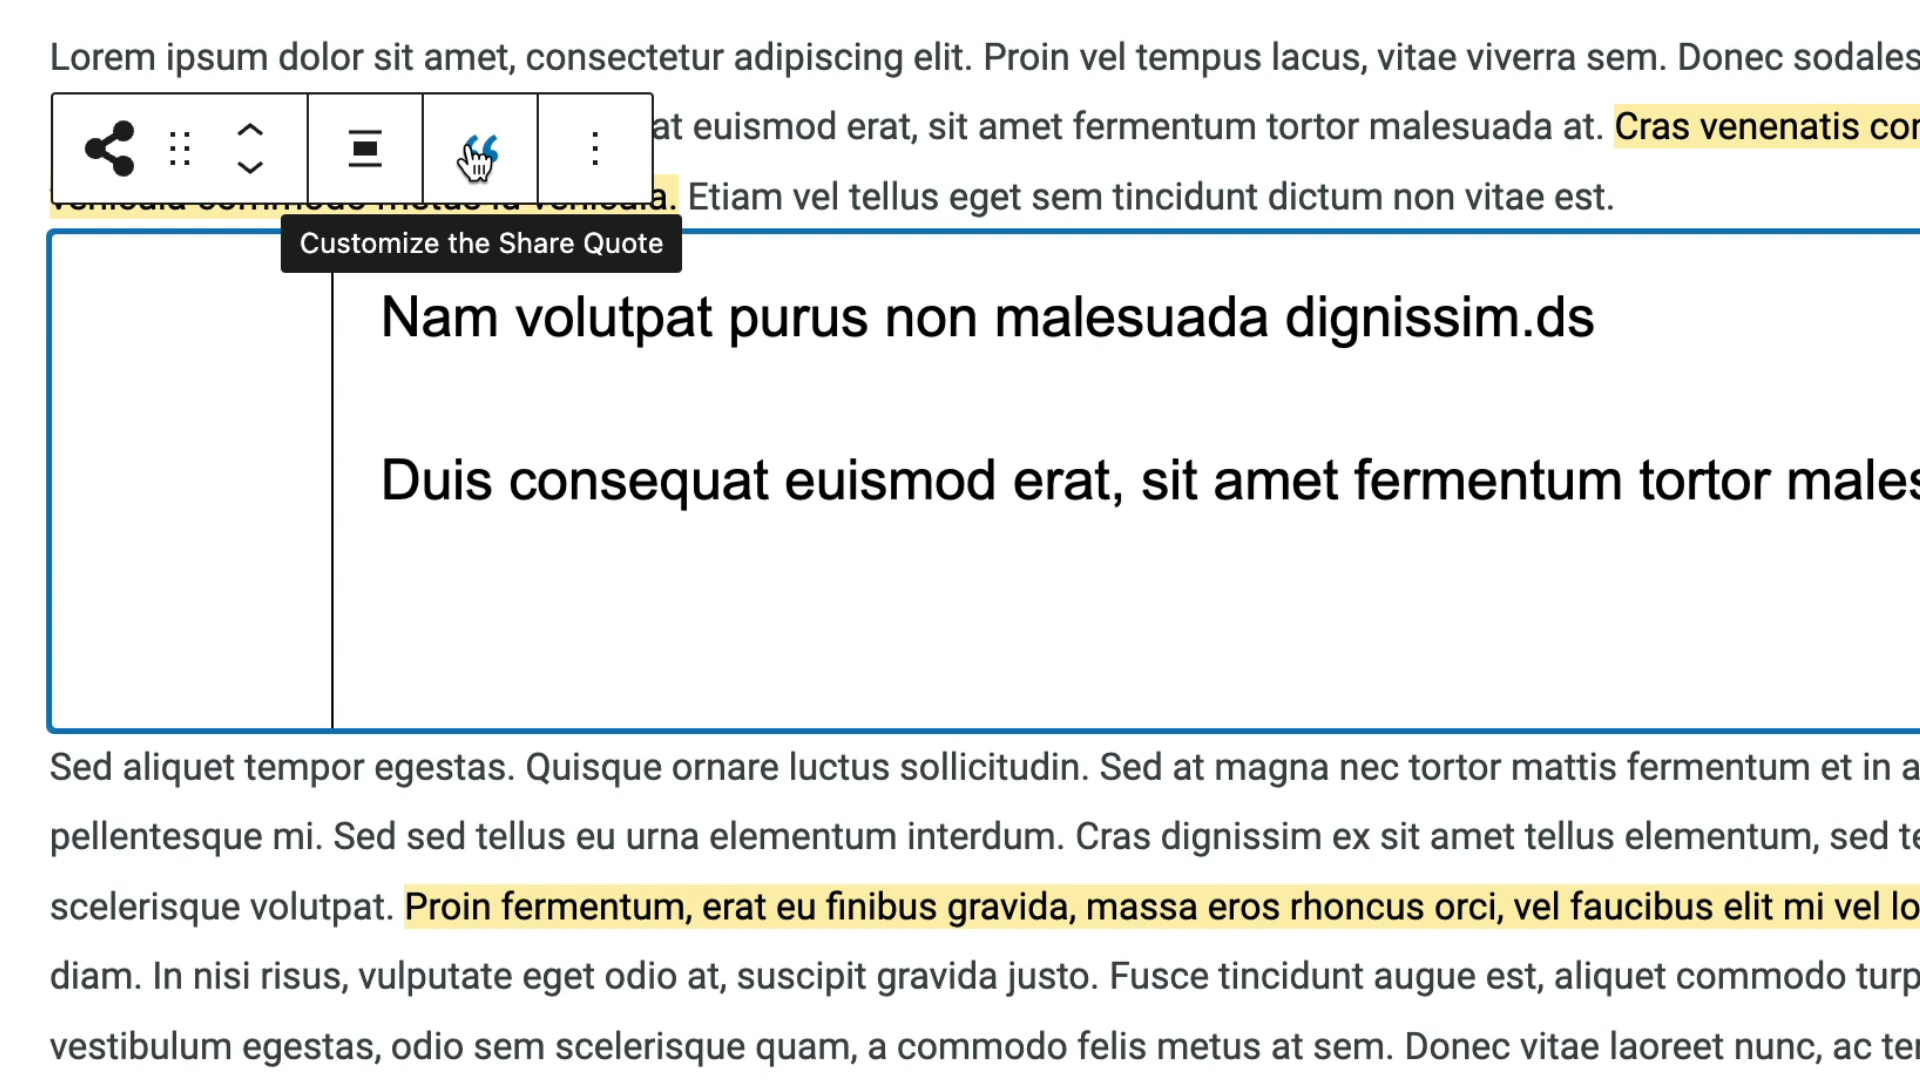 Lorem ipsum dolor sit amet, consectetur adipiscing elit. Proin vel tempus lacus, vitae viverra sem. Donec sodales
at euismod erat, sit amet fermentum tortor malesuada at. Cras venenatis cor
Etiam vel tellus eget sem tincidunt dictum non vitae est.
Customize the Share Quote
Nam volutpat purus non malesuada dignissim.ds
Duis consequat euismod erat, sit amet fermentum tortor males
Sed aliquet tempor egestas. Quisque ornare luctus sollicitudin. Sed at magna nec tortor mattis fermentum et in a
pellentesque mi. Sed sed tellus eu urna elementum interdum. Cras dignissim ex sit amet tellus elementum, sed te
scelerisque volutpat. Proin fermentum, erat eu finibus gravida, massa eros rhoncus orci, vel faucibus elit mi vel lo
diam. In nisi risus, vulputate eget odio at, suscipit gravida justo. Fusce tincidunt augue est, aliquet commodo turp
vestibulum egestas, odio sem scelerisque quam, a commodo felis metus at sem. Donec vitae laoreet nunc, ac ter